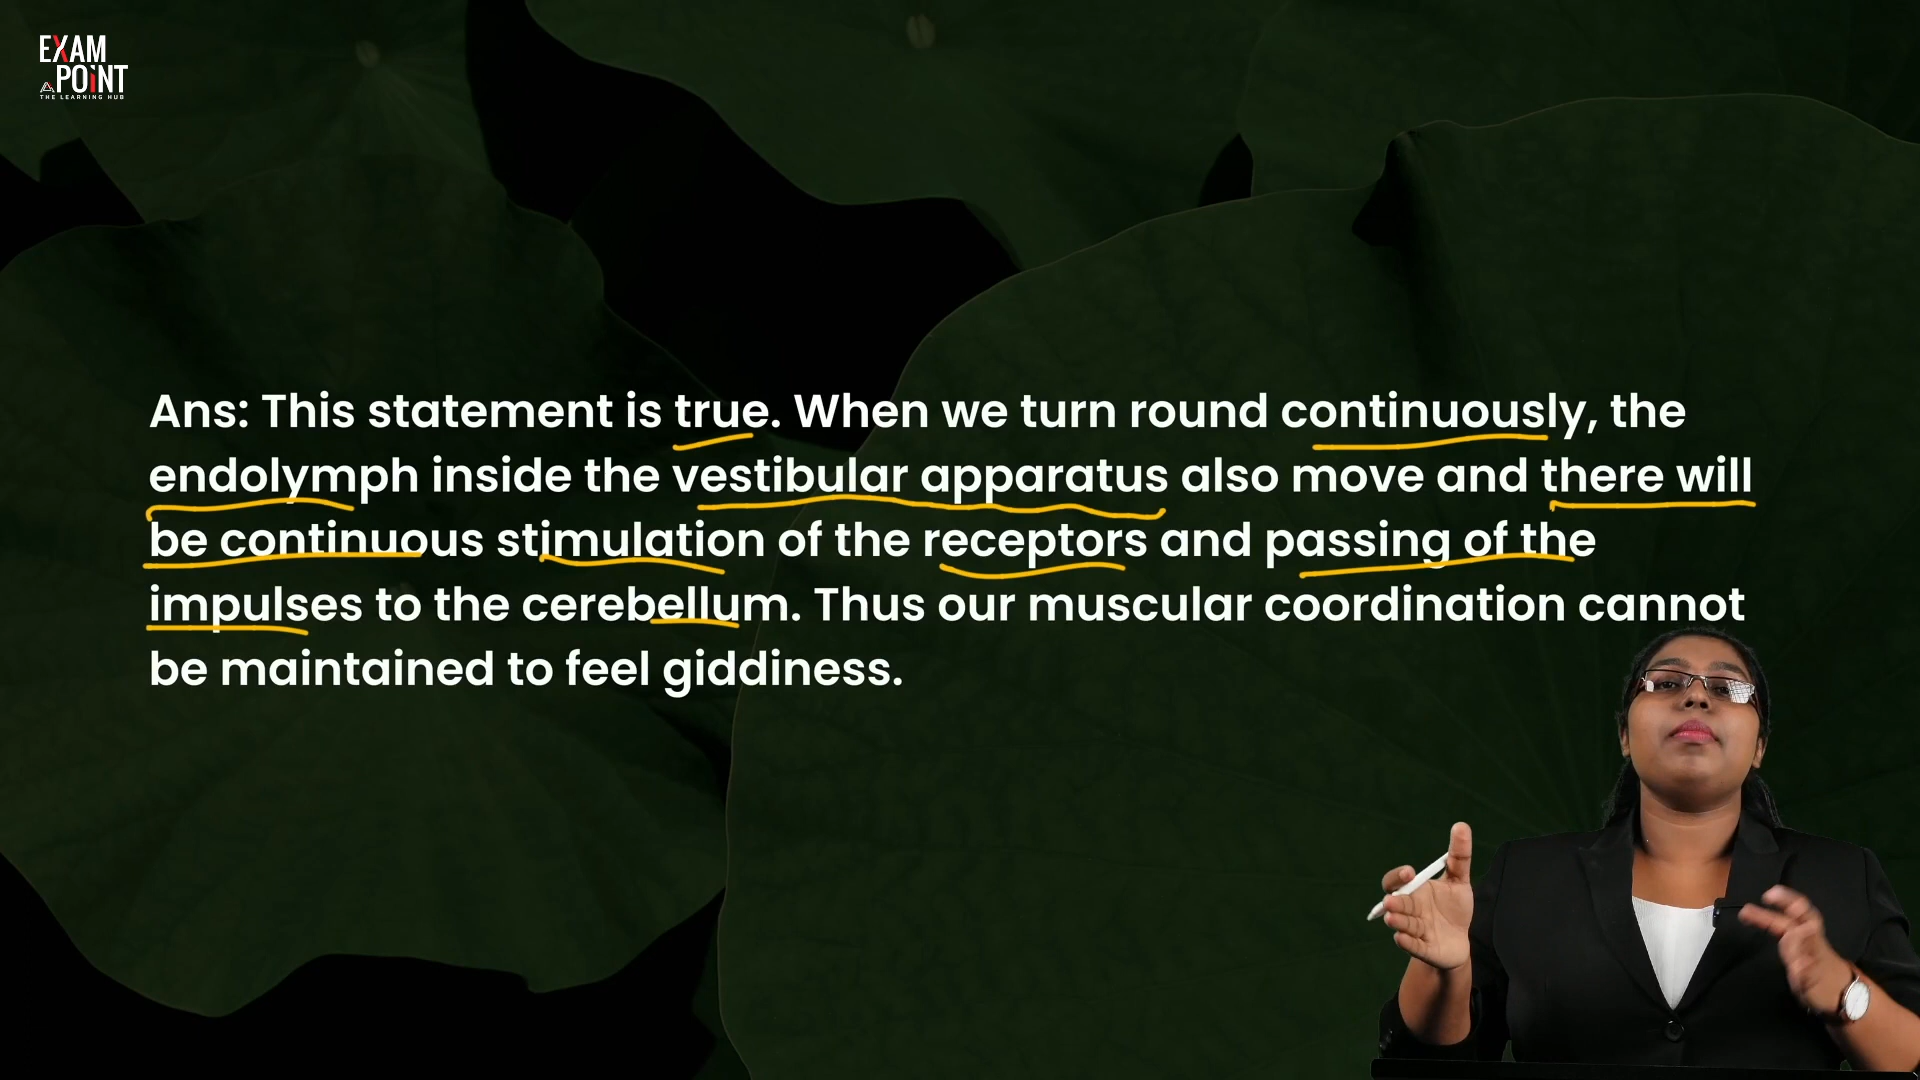 EXAM
POINT
THE LEARNING HUB
Ans: This statement is true. When we turn round continuously, the
endolymph inside the vestibular apparatus also move and there will
be continuous stimulation of the receptors and passing of the
impulses to the cerebellum. Thus our muscular coordination cannot
be maintained to feel giddiness.